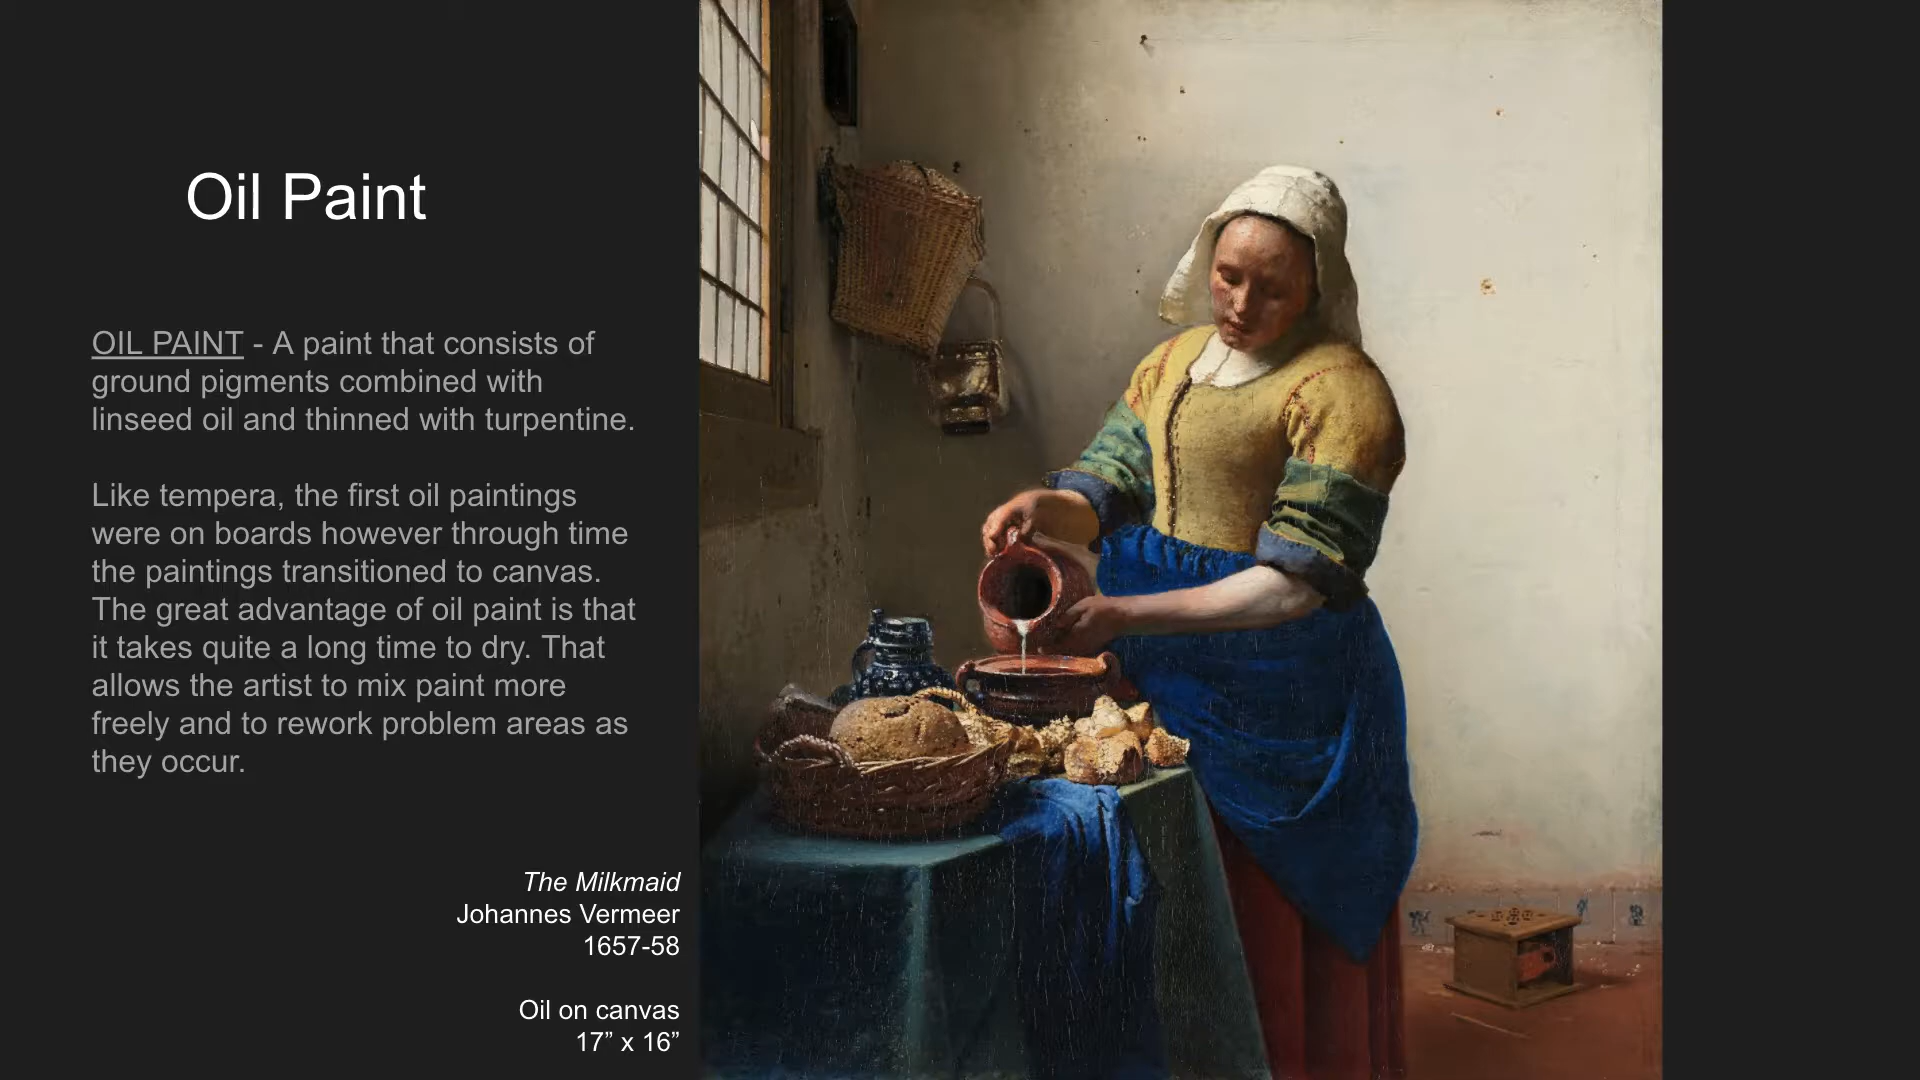 Oil Paint
OIL PAINT - A paint that consists of
ground pigments combined with
linseed oil and thinned with turpentine.
Like tempera, the first oil paintings
were on boards however through time
the paintings transitioned to canvas.
The great advantage of oil paint is that
it takes quite a long time to dry. That
allows the artist to mix paint more
freely and to rework problem areas as
they occur.
The Milkmaid
Johannes Vermeer
1657-58
Oil on canvas
17” x 16”